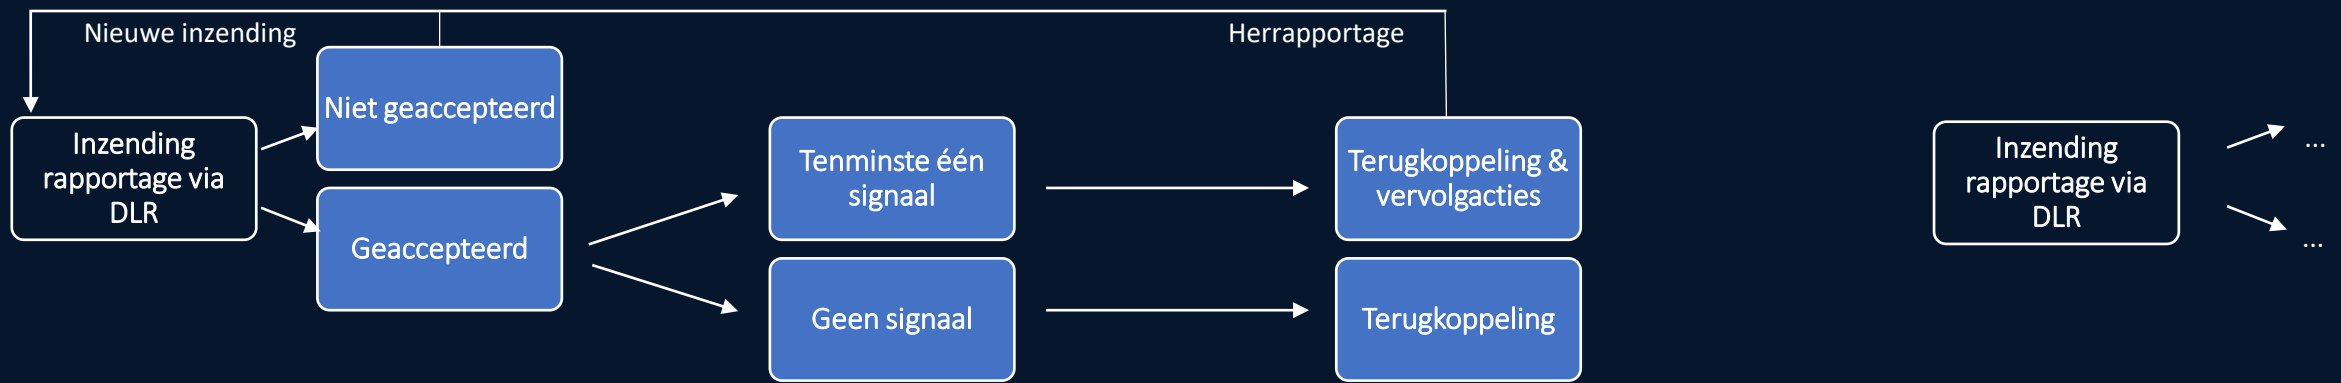 Nieuwe inzending
Herrapportage
Niet geaccepteerd
Inzending
rapportage via
DLR
Geaccepteerd
Tenminste één
signaal
Geen signaal
Terugkoppeling &
vervolgacties
Terugkoppeling
Inzending
rapportage via
DLR
...
...